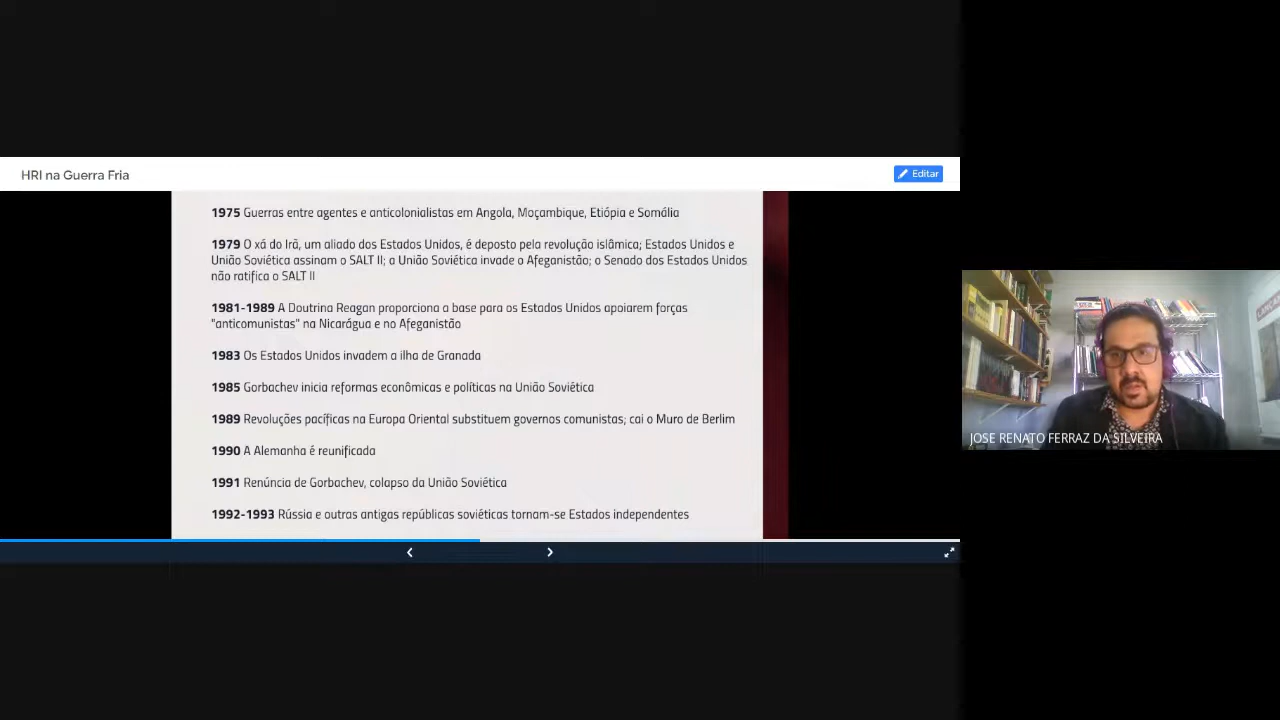 HRI na Guerra Fria
Editar
1975 Guerras entre agentes e anticolonialistas em Angola, Moçambique, Etiópia e Somália
1979 O xá do Irã, um aliado dos Estados Unidos, é deposto pela revolução islâmica; Estados Unidos e
União Soviética assinam o SALT II; a União Soviética invade o Afeganistão; o Senado dos Estados Unidos
não ratifica o SALT II
1981-1989 A Doutrina Reagan proporciona a base para os Estados Unidos apoiarem forças
"anticomunistas" na Nicarágua e no Afeganistão
1983 Os Estados Unidos invadem a ilha de Granada
1985 Gorbachev inicia reformas econômicas e políticas na União Soviética
1989 Revoluções pacíficas na Europa Oriental substituem governos comunistas; cai o Muro de Berlim
1990 A Alemanha é reunificada
1991 Renúncia de Gorbachev, colapso da União Soviética
1992-1993 Rússia e outras antigas repúblicas soviéticas tornam-se Estados independentes
JOSE RENATO FERRAZ DA SILVEIRA